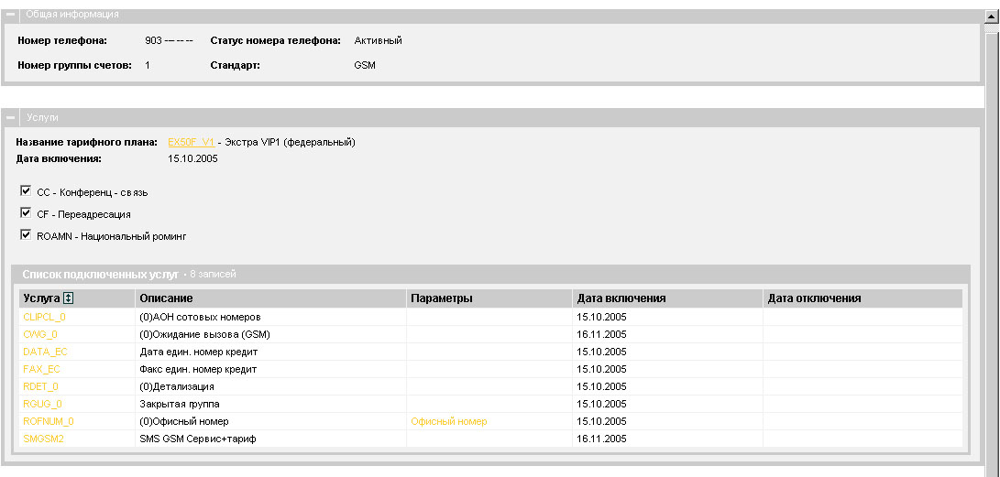 Общая информация
Номер телефона: 903 -- -- -- Статус номера телефона: Активный
Номер группы счетов: 1 Стандарт: GSM
Услуги
Название тарифного плана: EX50F_V1 - Экстра VIP1 (федеральный)
Дата включения: 15.10.2005
CC - Конференц - связь
CF - Переадресация
ROAMN - Национальный роминг
Список подключенных услуг - 8 записей
Услуга Описание Параметры Дата включения Дата отключения
CLIPCL_0 (0)АОН сотовых номеров 15.10.2005
CWG_0 (0)Ожидание вызова (GSM) 16.11.2005
DATA_EC Дата един. номер кредит 15.10.2005
FAX_EC Факс един. номер кредит 15.10.2005
RDET_0 (0)Детализация 15.10.2005
RGUG_0 Закрытая группа 15.10.2005
ROFNUM_0 (0)Офисный номер Офисный номер 15.10.2005
SMGSM2 SMS GSM Сервис+тариф 16.11.2005